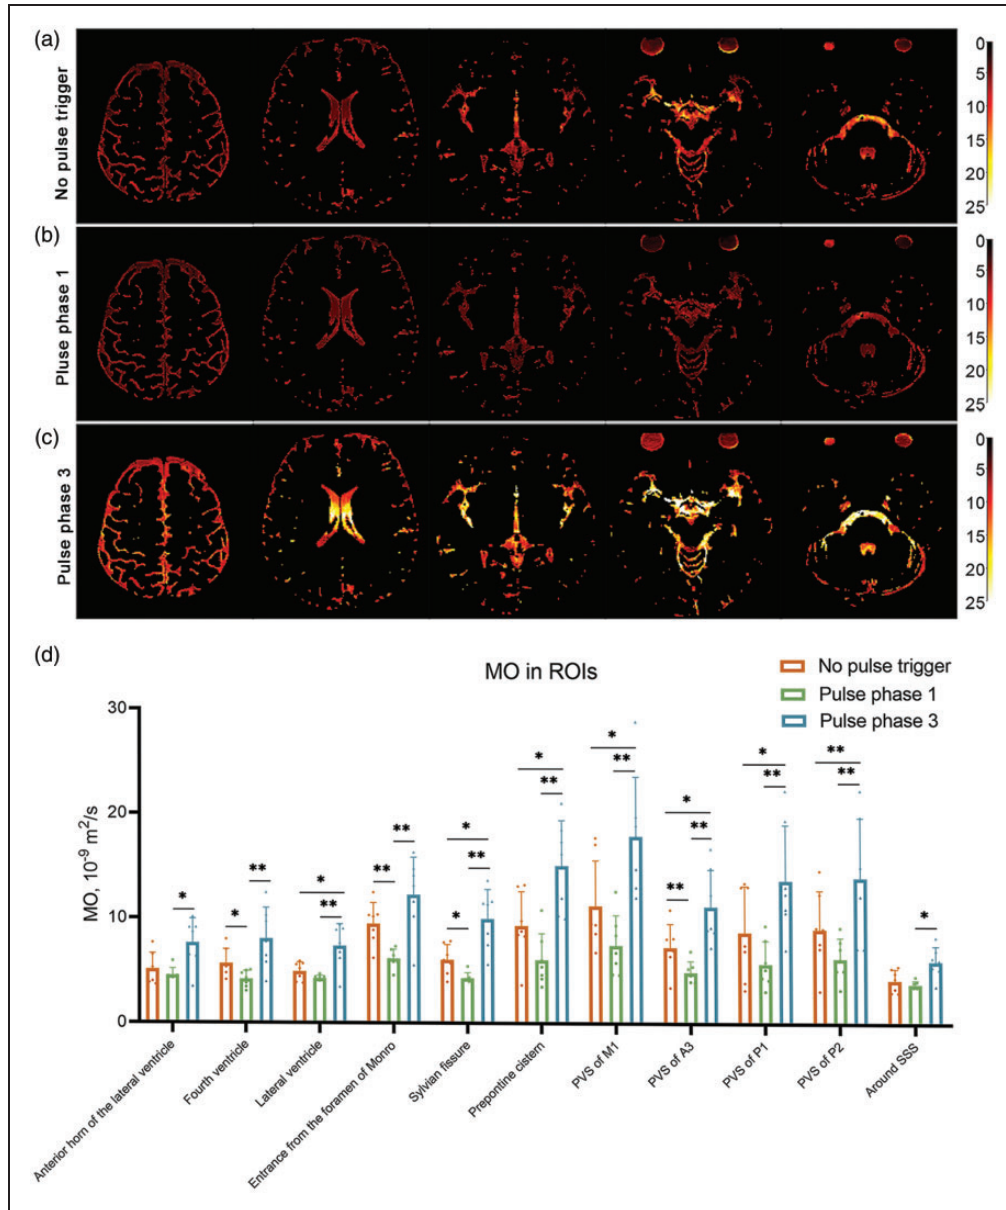 (a)
No pulse trigger
0
5
10
15
20
25
(b)
Pluse phase 1
0
5
10
15
20
25
(c)
Pulse phase 3
0
5
10
15
20
25
(d)
MO in ROIs
No pulse trigger
Pulse phase 1
Pulse phase 3
MO, 10-9 m2/s
30
20
10
0
*
* **
**
* **
** **
* * **
* **
* **
* ** **
* **
** **
*
Anterior horn of the lateral ventricle
Fourth ventricle
Lateral ventricle
Entrance from the foramen of Monro
Sylvian fissure
Prepontine cistern
PVS of M1
PVS of A3
PVS of P1
PVS of P2
Around SSS